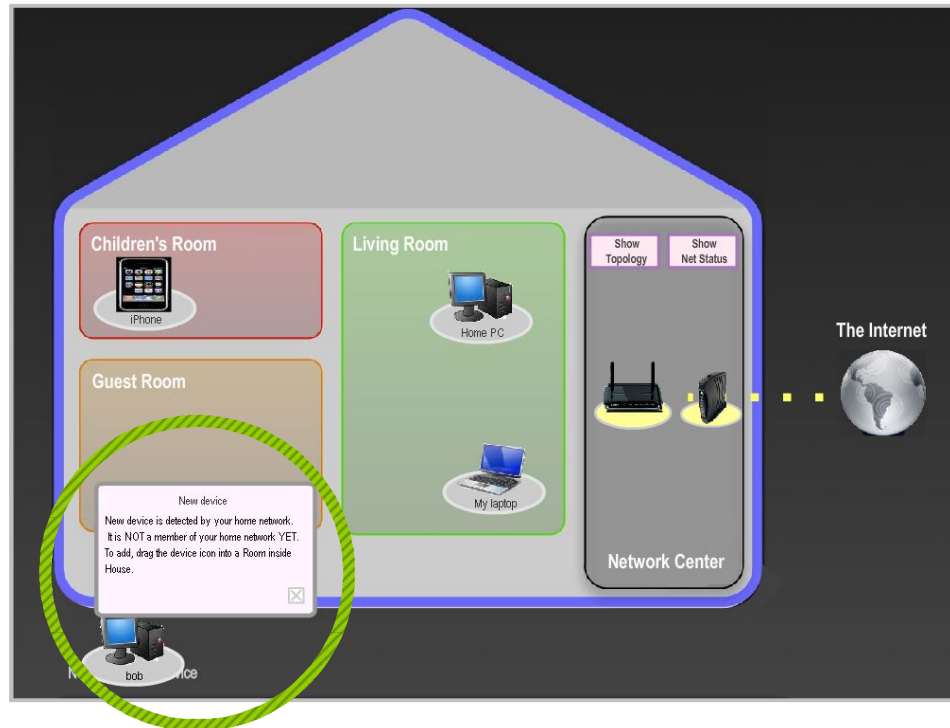 Children's Room
iPhone
Living Room
Home PC
My laptop
Guest Room
New device
New device is detected by your home network.
It is NOT a member of your home network YET.
To add, drag the device icon into a Room inside
House.
bob
Show
Topology
Show
Net Status
Network Center
The Internet